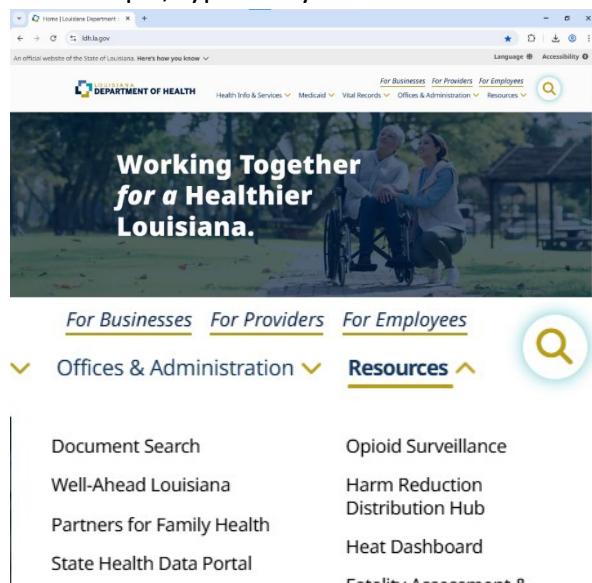 Home | Louisiana Department
ldh.la.gov
An official website of the State of Louisiana. Here's how you know
Language
Accessibility
For Businesses For Providers For Employees
LOUISIANA
DEPARTMENT OF HEALTH
Health Info & Services Medicaid Vital Records Offices & Administration Resources
Working Together
for a Healthier
Louisiana.
For Businesses For Providers For Employees
Offices & Administration Resources
Document Search
Well-Ahead Louisiana
Partners for Family Health
State Health Data Portal
Opioid Surveillance
Harm Reduction
Distribution Hub
Heat Dashboard